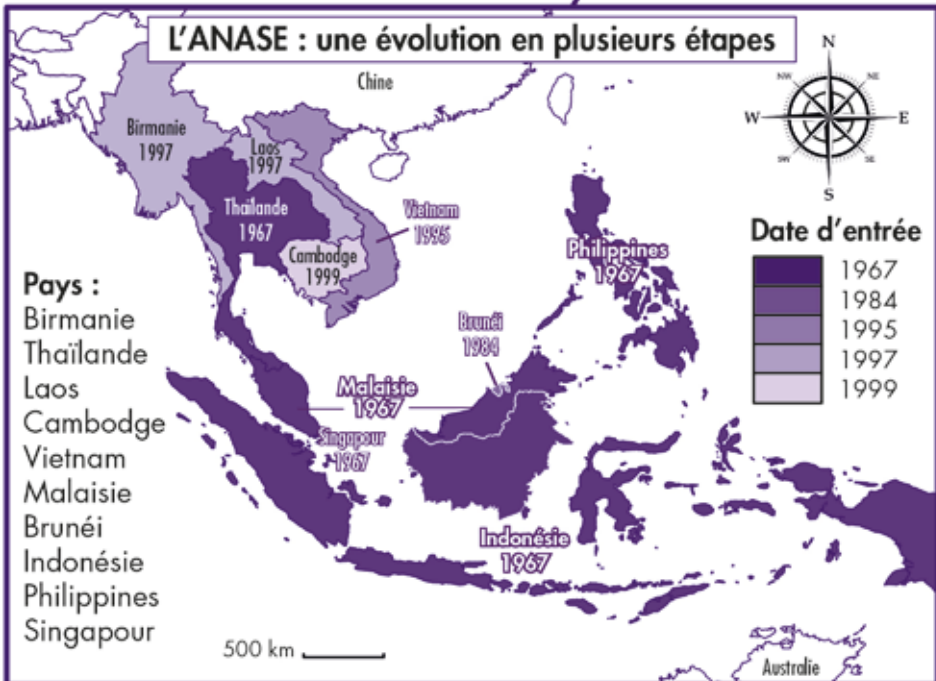 L'ANASE : une évolution en plusieurs étapes
Chine
N
NW
NE
W
E
SW
SE
S
Birmanie
1997
Laos
1997
Thaïlande
1967
Vietnam
1995
Cambodge
1999
Philippines
1967
Brunéi
1984
Malaisie
1967
Singapour
1967
Indonésie
1967
Australie
Date d'entrée
1967
1984
1995
1997
1999
Pays :
Birmanie
Thaïlande
Laos
Cambodge
Vietnam
Malaisie
Brunéi
Indonésie
Philippines
Singapour
500 km